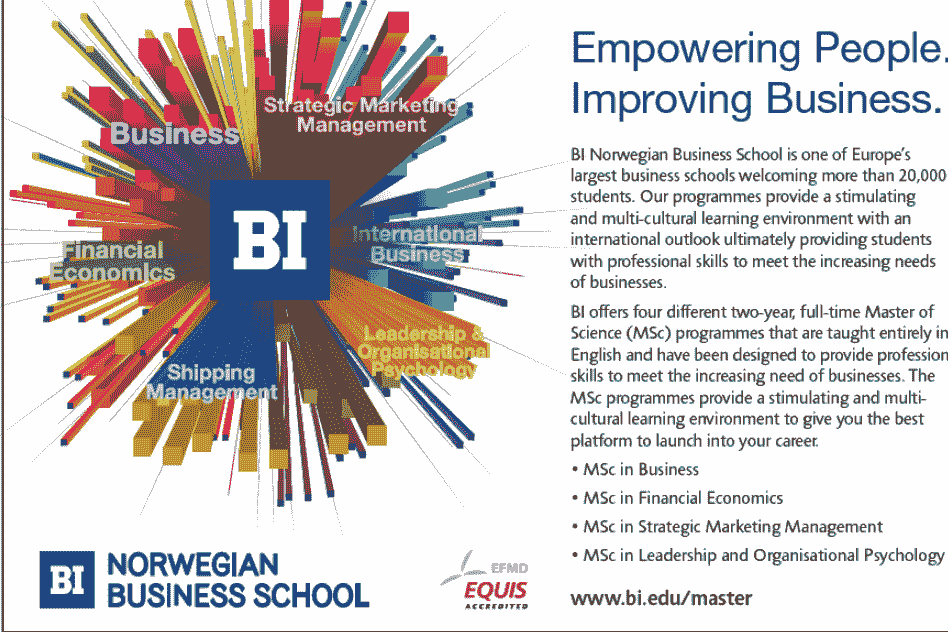 Strategic Marketing
Management
Business
BI
International
Business
Financial
Economics
Leadership &
Organisational
Psychology
Shipping
Management
BI NORWEGIAN
BUSINESS SCHOOL
EFMD
EQUIS
ACCREDITED
Empowering People.
Improving Business.
BI Norwegian Business School is one of Europe's
largest business schools welcoming more than 20,000
students. Our programmes provide a stimulating
and multi-cultural learning environment with an
international outlook ultimately providing students
with professional skills to meet the increasing needs
of businesses.
BI offers four different two-year, full-time Master of
Science (MSc) programmes that are taught entirely in
English and have been designed to provide profession
skills to meet the increasing need of businesses. The
MSc programmes provide a stimulating and multi-
cultural learning environment to give you the best
platform to launch into your career.
• MSc in Business
• MSc in Financial Economics
• MSc in Strategic Marketing Management
• MSc in Leadership and Organisational Psychology
www.bi.edu/master